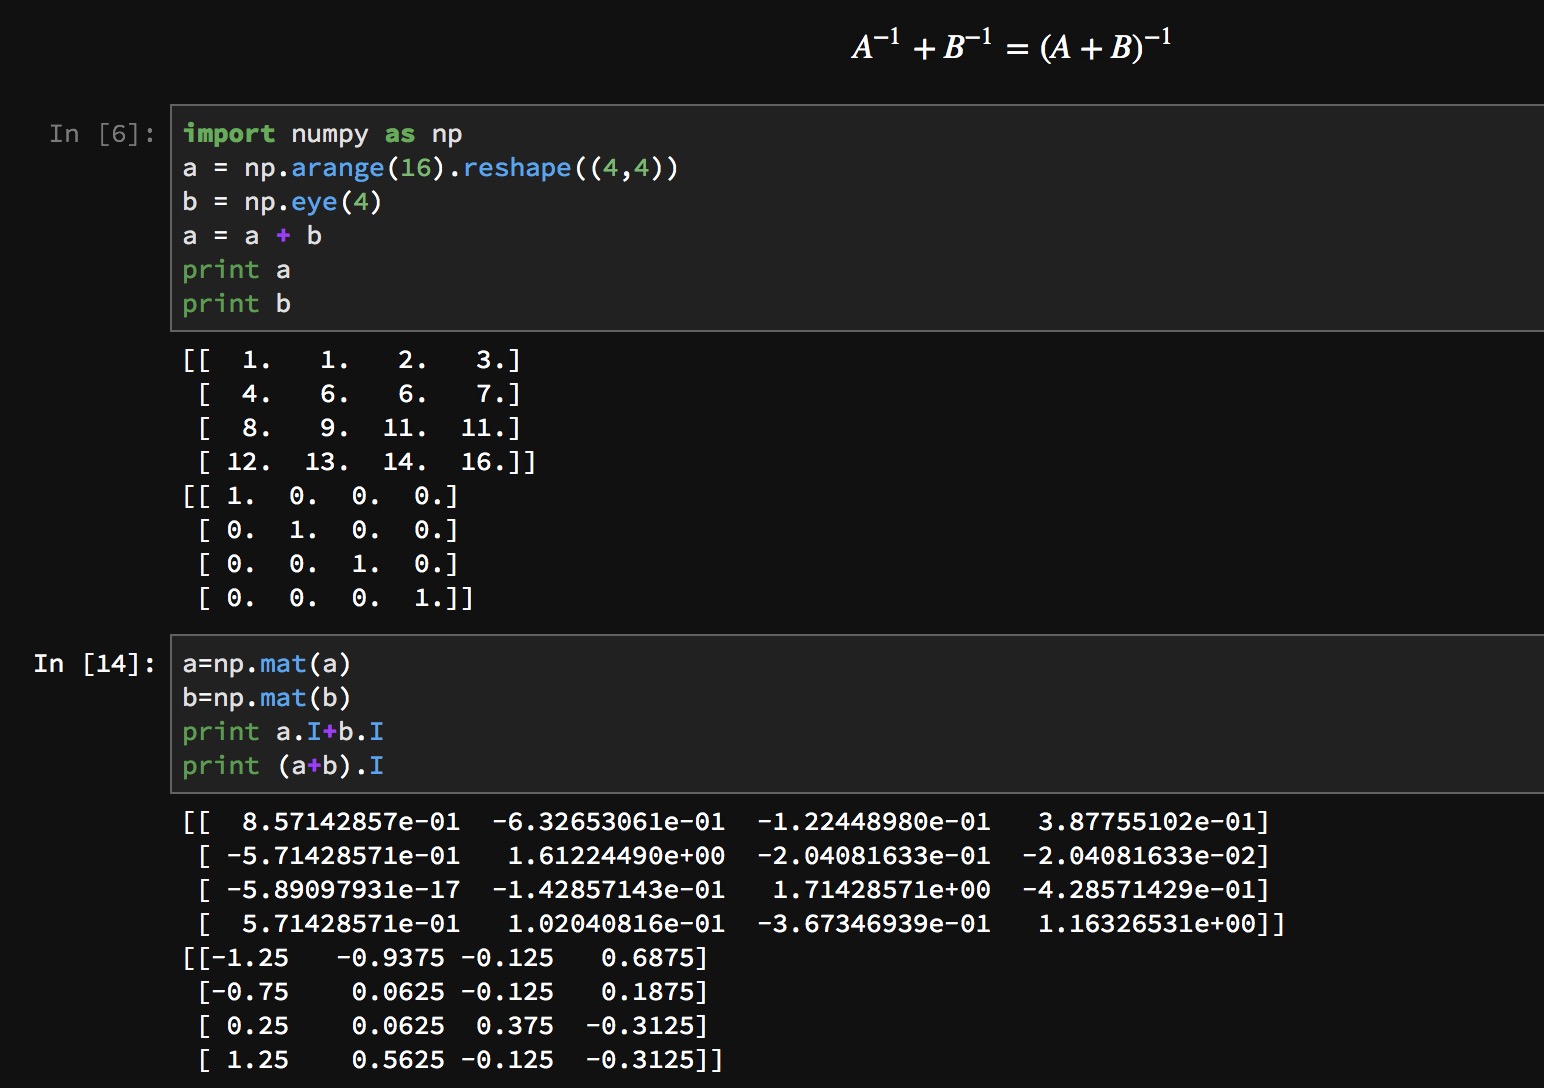 A⁻¹ + B⁻¹ = (A + B)⁻¹
In [6]:
import numpy as np
a = np.arange(16).reshape((4,4))
b = np.eye(4)
a = a + b
print a
print b
[[  1.   1.   2.   3.]
 [  4.   6.   6.   7.]
 [  8.   9.  11.  11.]
 [ 12.  13.  14.  16.]]
[[ 1.  0.  0.  0.]
 [ 0.  1.  0.  0.]
 [ 0.  0.  1.  0.]
 [ 0.  0.  0.  1.]]
In [14]:
a=np.mat(a)
b=np.mat(b)
print a.I+b.I
print (a+b).I
[[  8.57142857e-01  -6.32653061e-01  -1.22448980e-01   3.87755102e-01]
 [ -5.71428571e-01   1.61224490e+00  -2.04081633e-01  -2.04081633e-02]
 [ -5.89097931e-17  -1.42857143e-01   1.71428571e+00  -4.28571429e-01]
 [  5.71428571e-01   1.02040816e-01  -3.67346939e-01   1.16326531e+00]]
[[-1.25   -0.9375 -0.125   0.6875]
 [-0.75    0.0625 -0.125   0.1875]
 [ 0.25    0.0625  0.375  -0.3125]
 [ 1.25    0.5625 -0.125  -0.3125]]